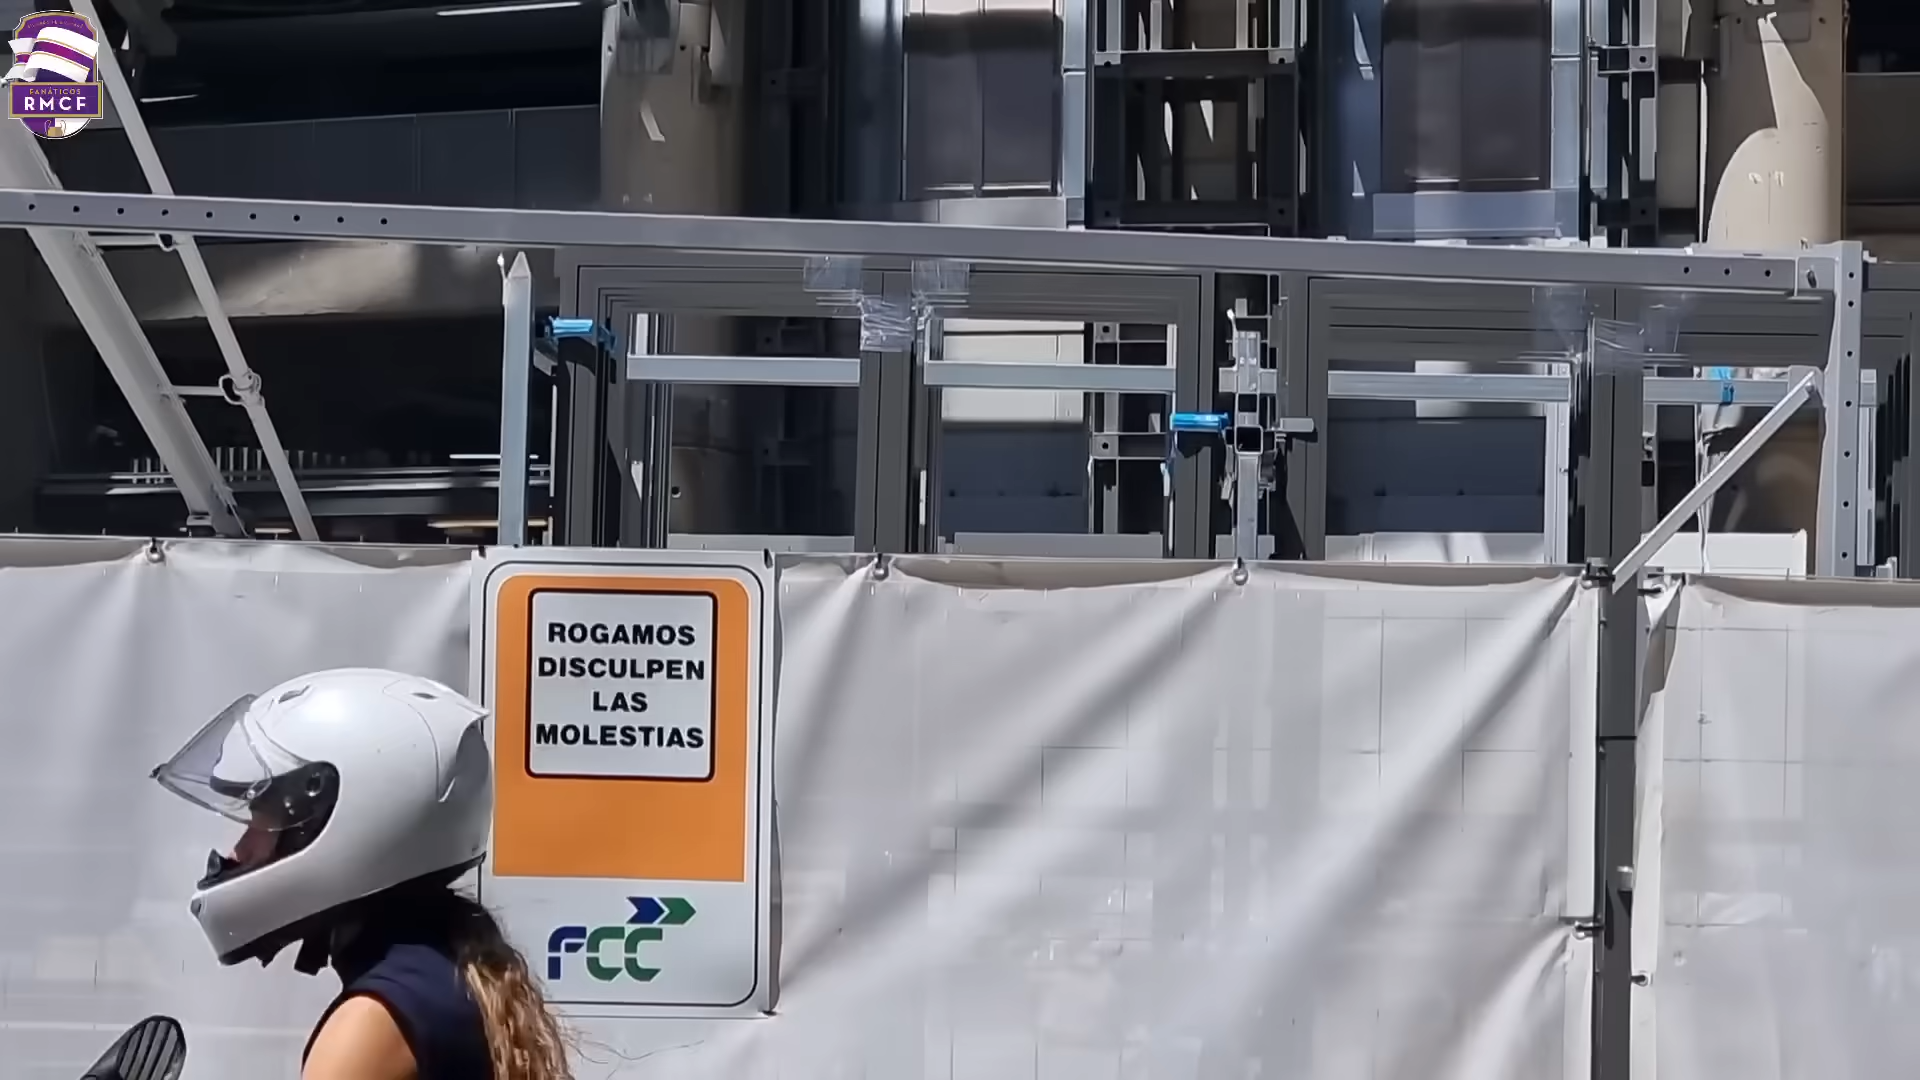 FANÁTICOS
RMCF
ROGAMOS
DISCULPEN
LAS
MOLESTIAS
FCC